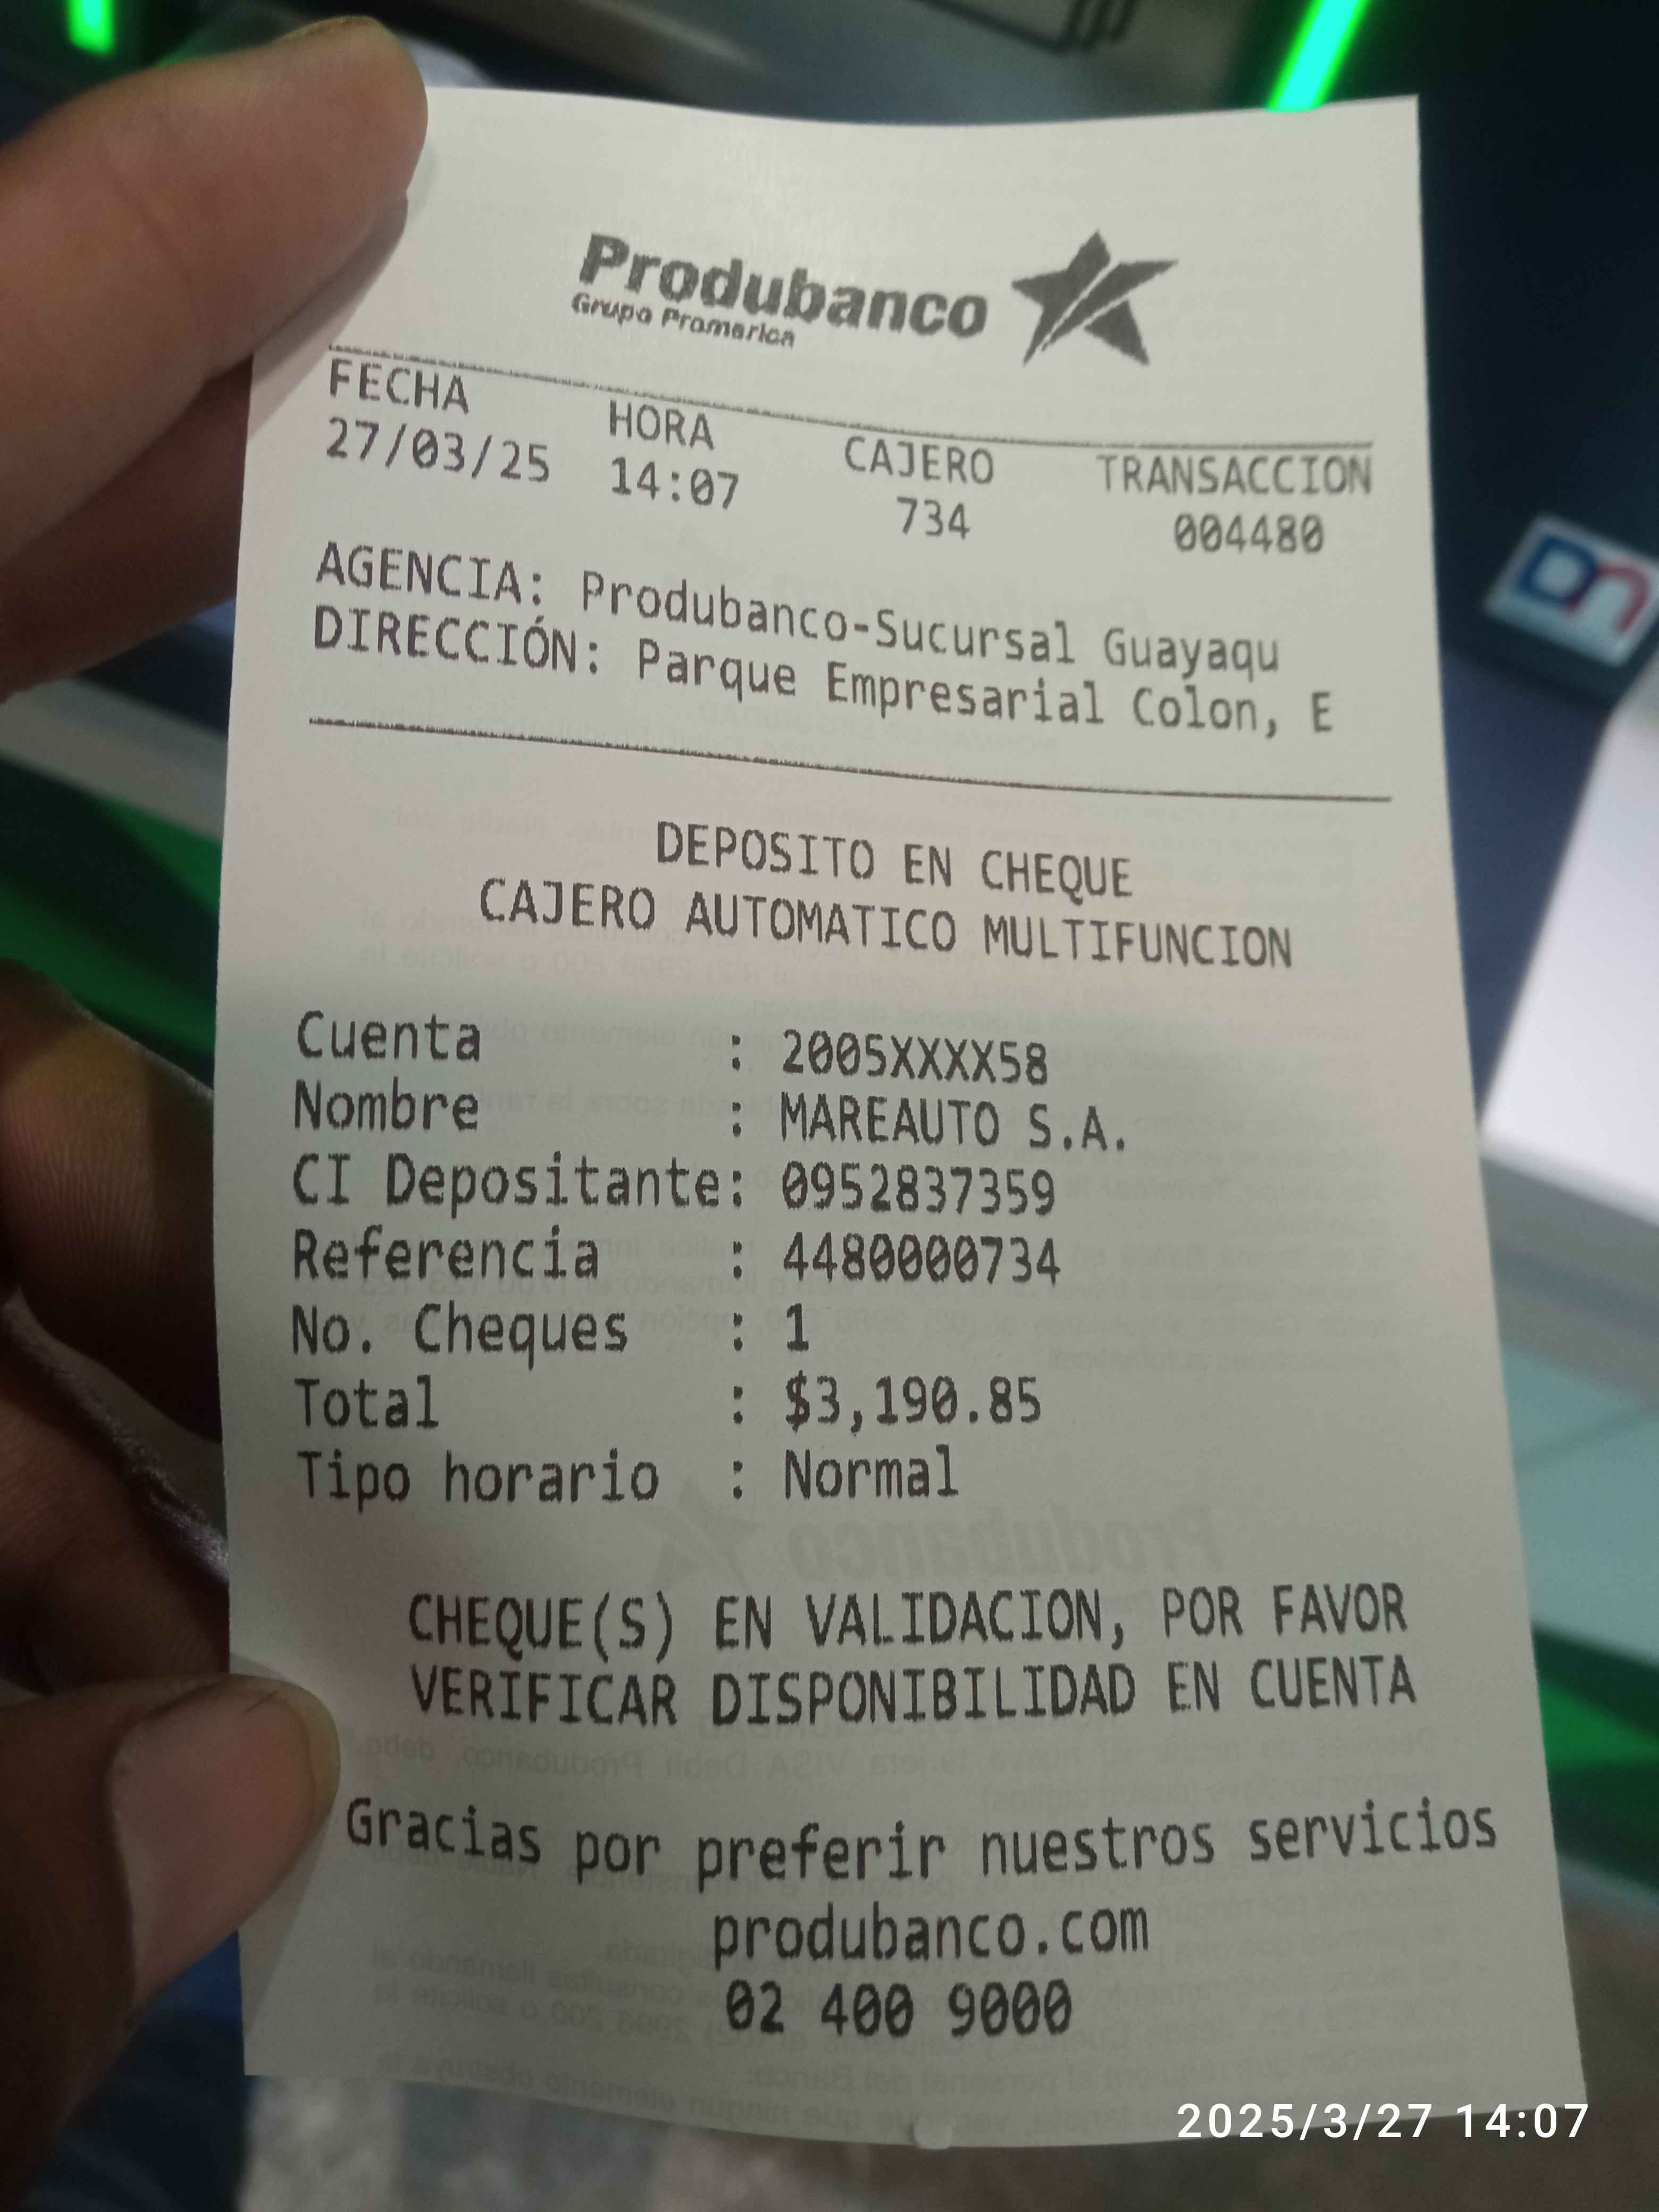 Produbanco
Grupo Promerica
FECHA HORA CAJERO TRANSACCION
27/03/25 14:07 734 004480
AGENCIA: Produbanco-Sucursal Guayaqu
DIRECCIÓN: Parque Empresarial Colon, E
DEPOSITO EN CHEQUE
CAJERO AUTOMATICO MULTIFUNCION
Cuenta : 2005XXXX58
Nombre : MAREAUTO S.A.
CI Depositante: 0952837359
Referencia : 4480000734
No. Cheques : 1
Total : $3,190.85
Tipo horario : Normal
CHEQUE(S) EN VALIDACION, POR FAVOR
VERIFICAR DISPONIBILIDAD EN CUENTA
Gracias por preferir nuestros servicios
produbanco.com
02 400 9000
2025/3/27 14:07